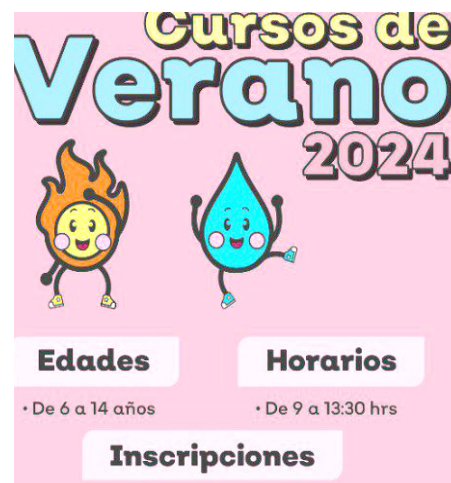 Cursos de
Verano
2024
Edades
Horarios
• De 6 a 14 años
• De 9 a 13:30 hrs
Inscripciones